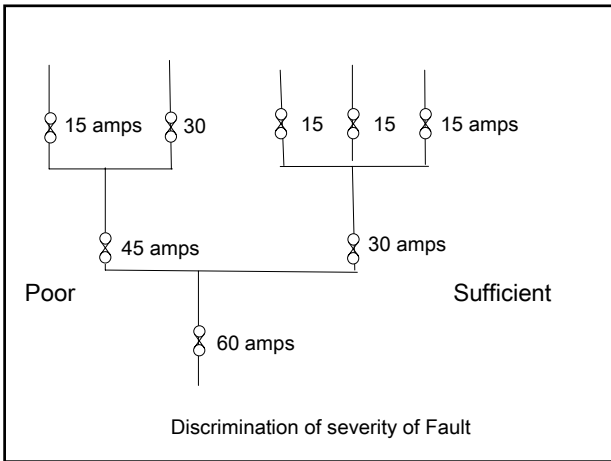 15 amps 30 15 15 15 amps
45 amps 30 amps
Poor Sufficient
60 amps
Discrimination of severity of Fault